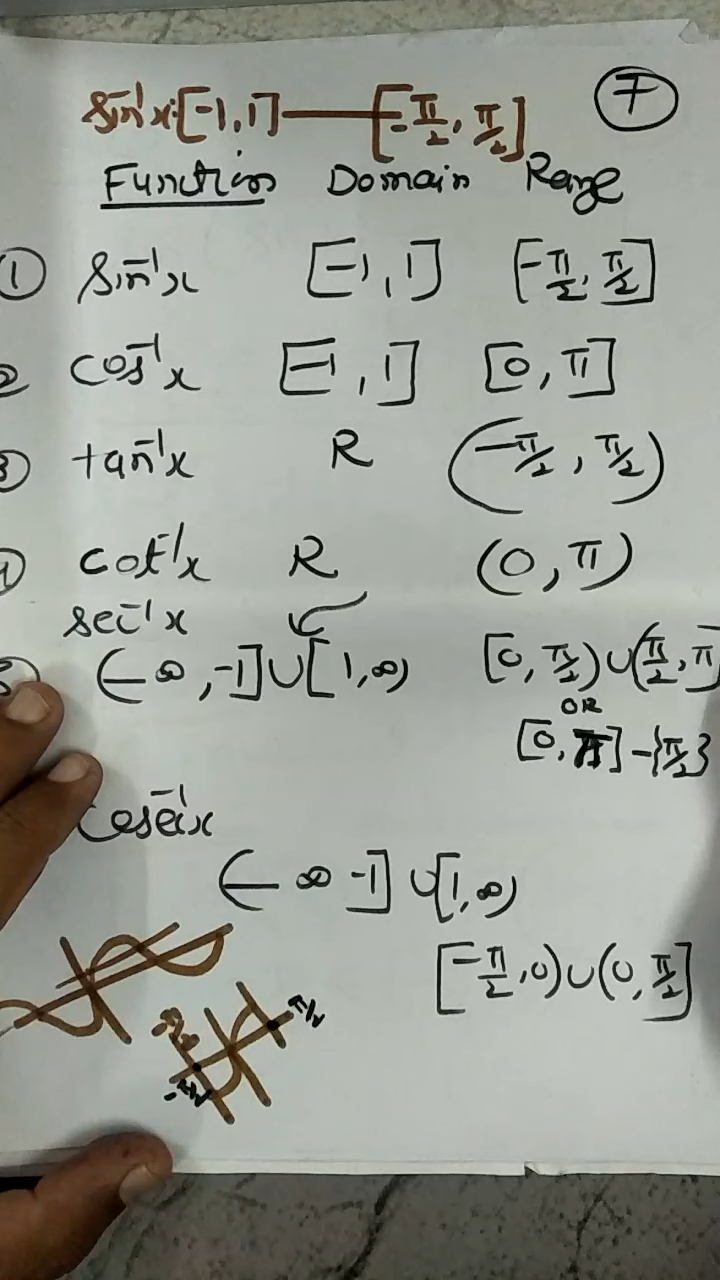 sin⁻¹x: [-1, 1] — [-π/2, π/2]
7
Function Domain Range
① sin⁻¹x [-1, 1] [-π/2, π/2]
2 cos⁻¹x [-1, 1] [0, π]
③ tan⁻¹x R (-π/2, π/2)
4 cot⁻¹x R (0, π)
sec⁻¹x
(-∞, -1] ∪ [1, ∞) [0, π/2) ∪ (π/2, π]
OR
[0, π] - {π/2}
cosec⁻¹x
(-∞ -1] ∪ [1, ∞)
[-π/2, 0) ∪ (0, π/2]
π/2
-π/2